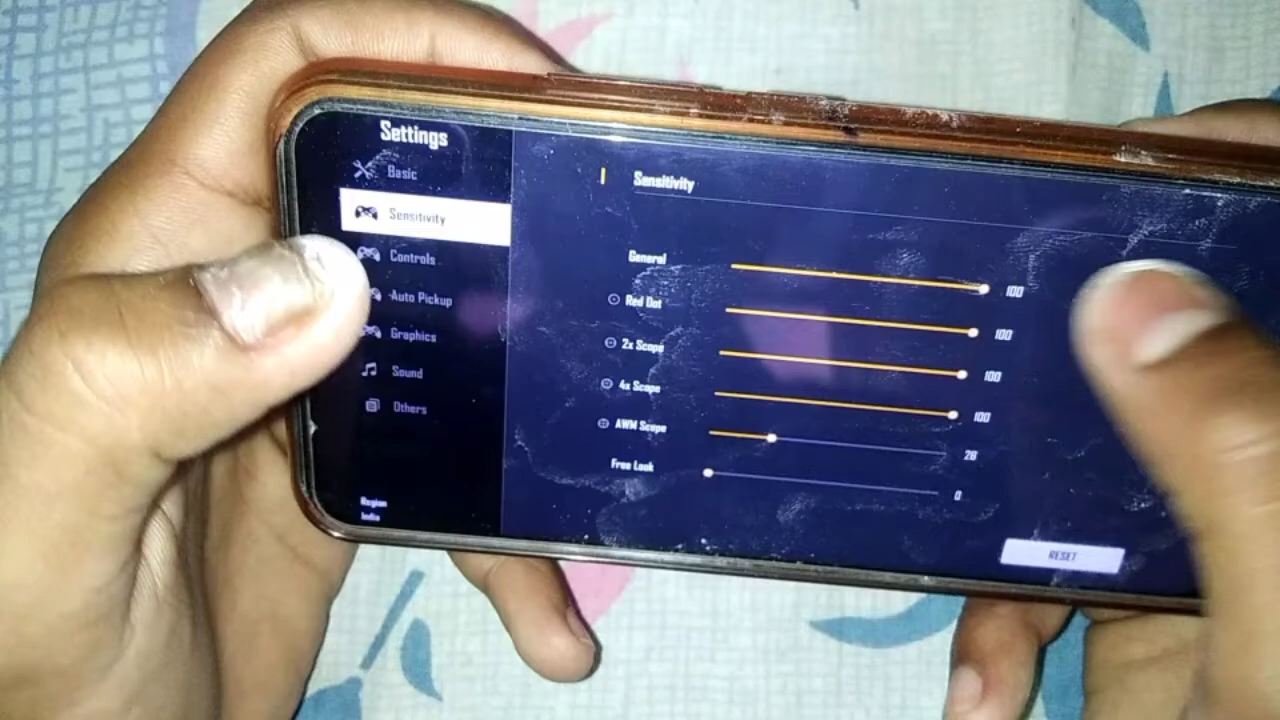 Settings
Basic
Sensitivity
Controls
Auto Pickup
Graphics
Sound
Others
Region
India
Sensitivity
General 100
Red Dot 100
2x Scope 100
4x Scope 100
AWM Scope 28
Free Look 0
RESET